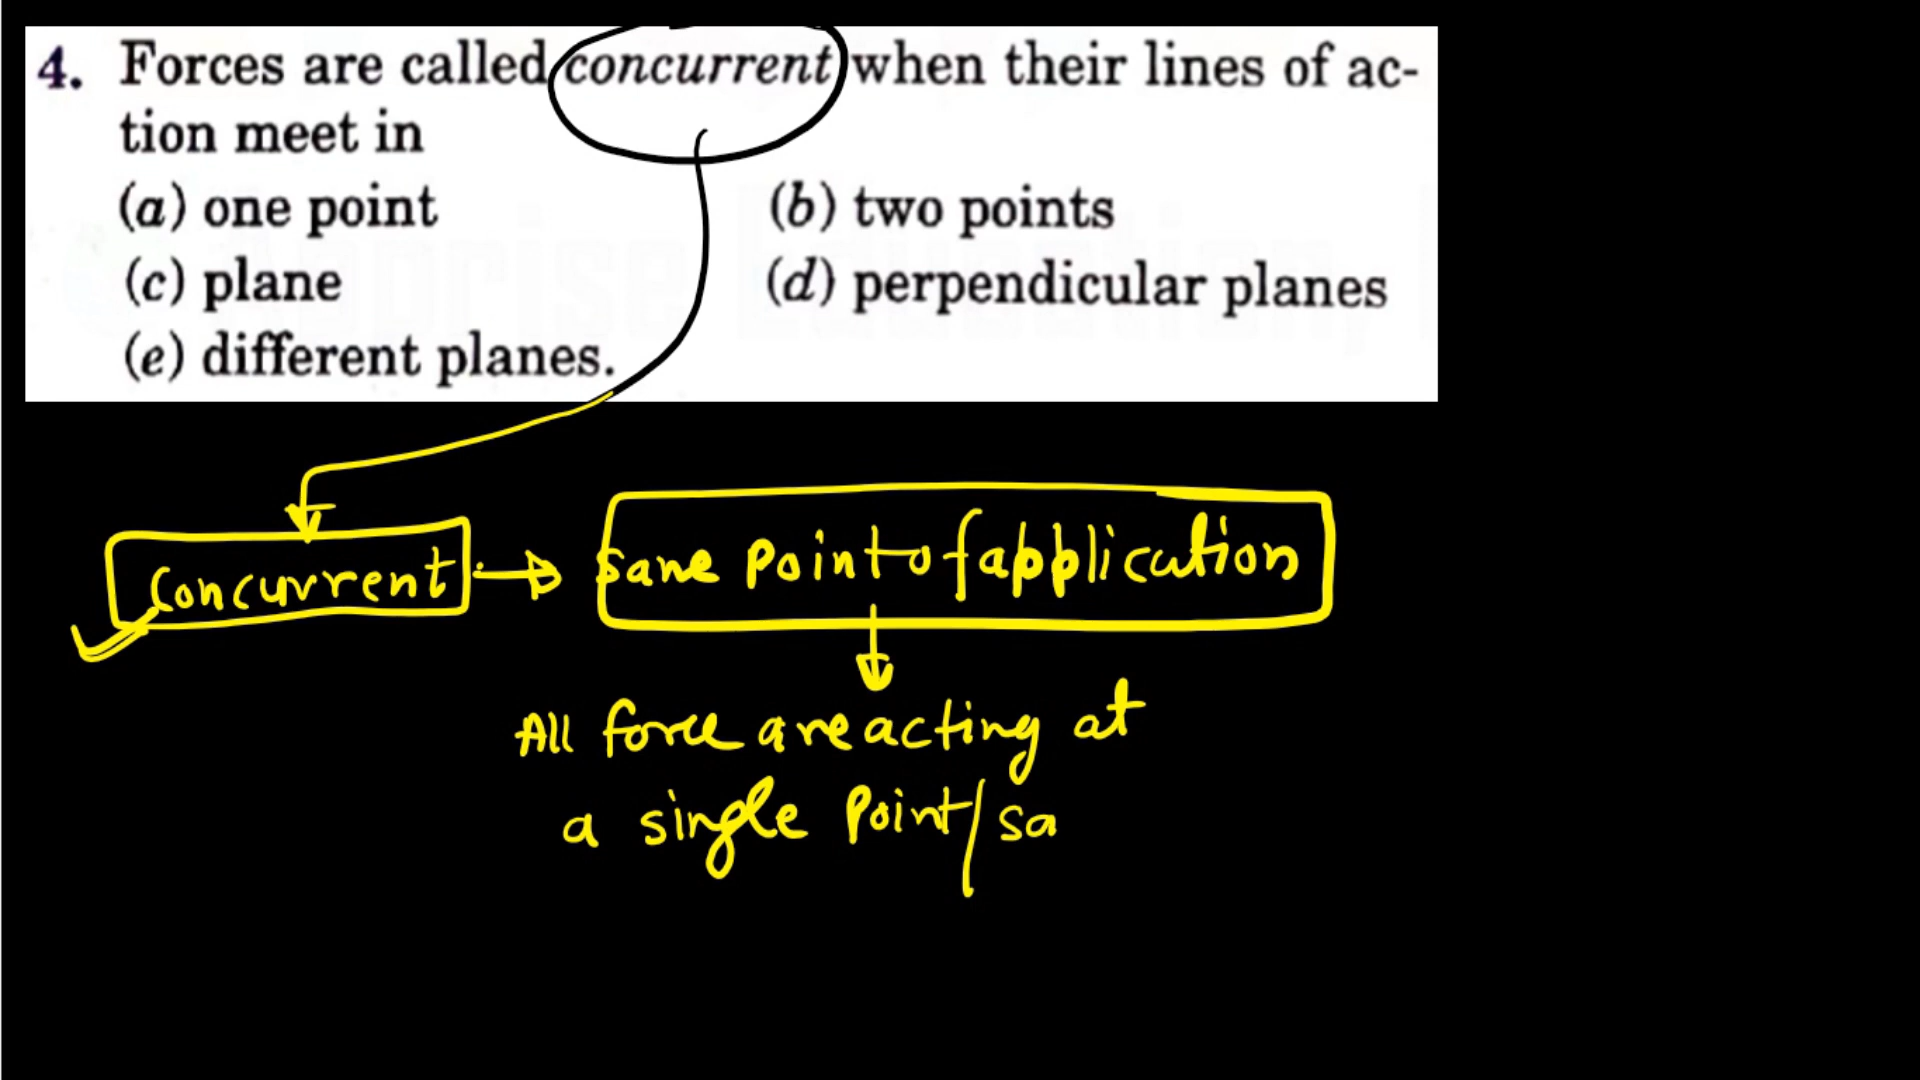 4. Forces are called concurrent when their lines of ac-
tion meet in
(a) one point (b) two points
(c) plane (d) perpendicular planes
(e) different planes.
Concurrent → Same Point of application
All force are acting at
a single Point/sa